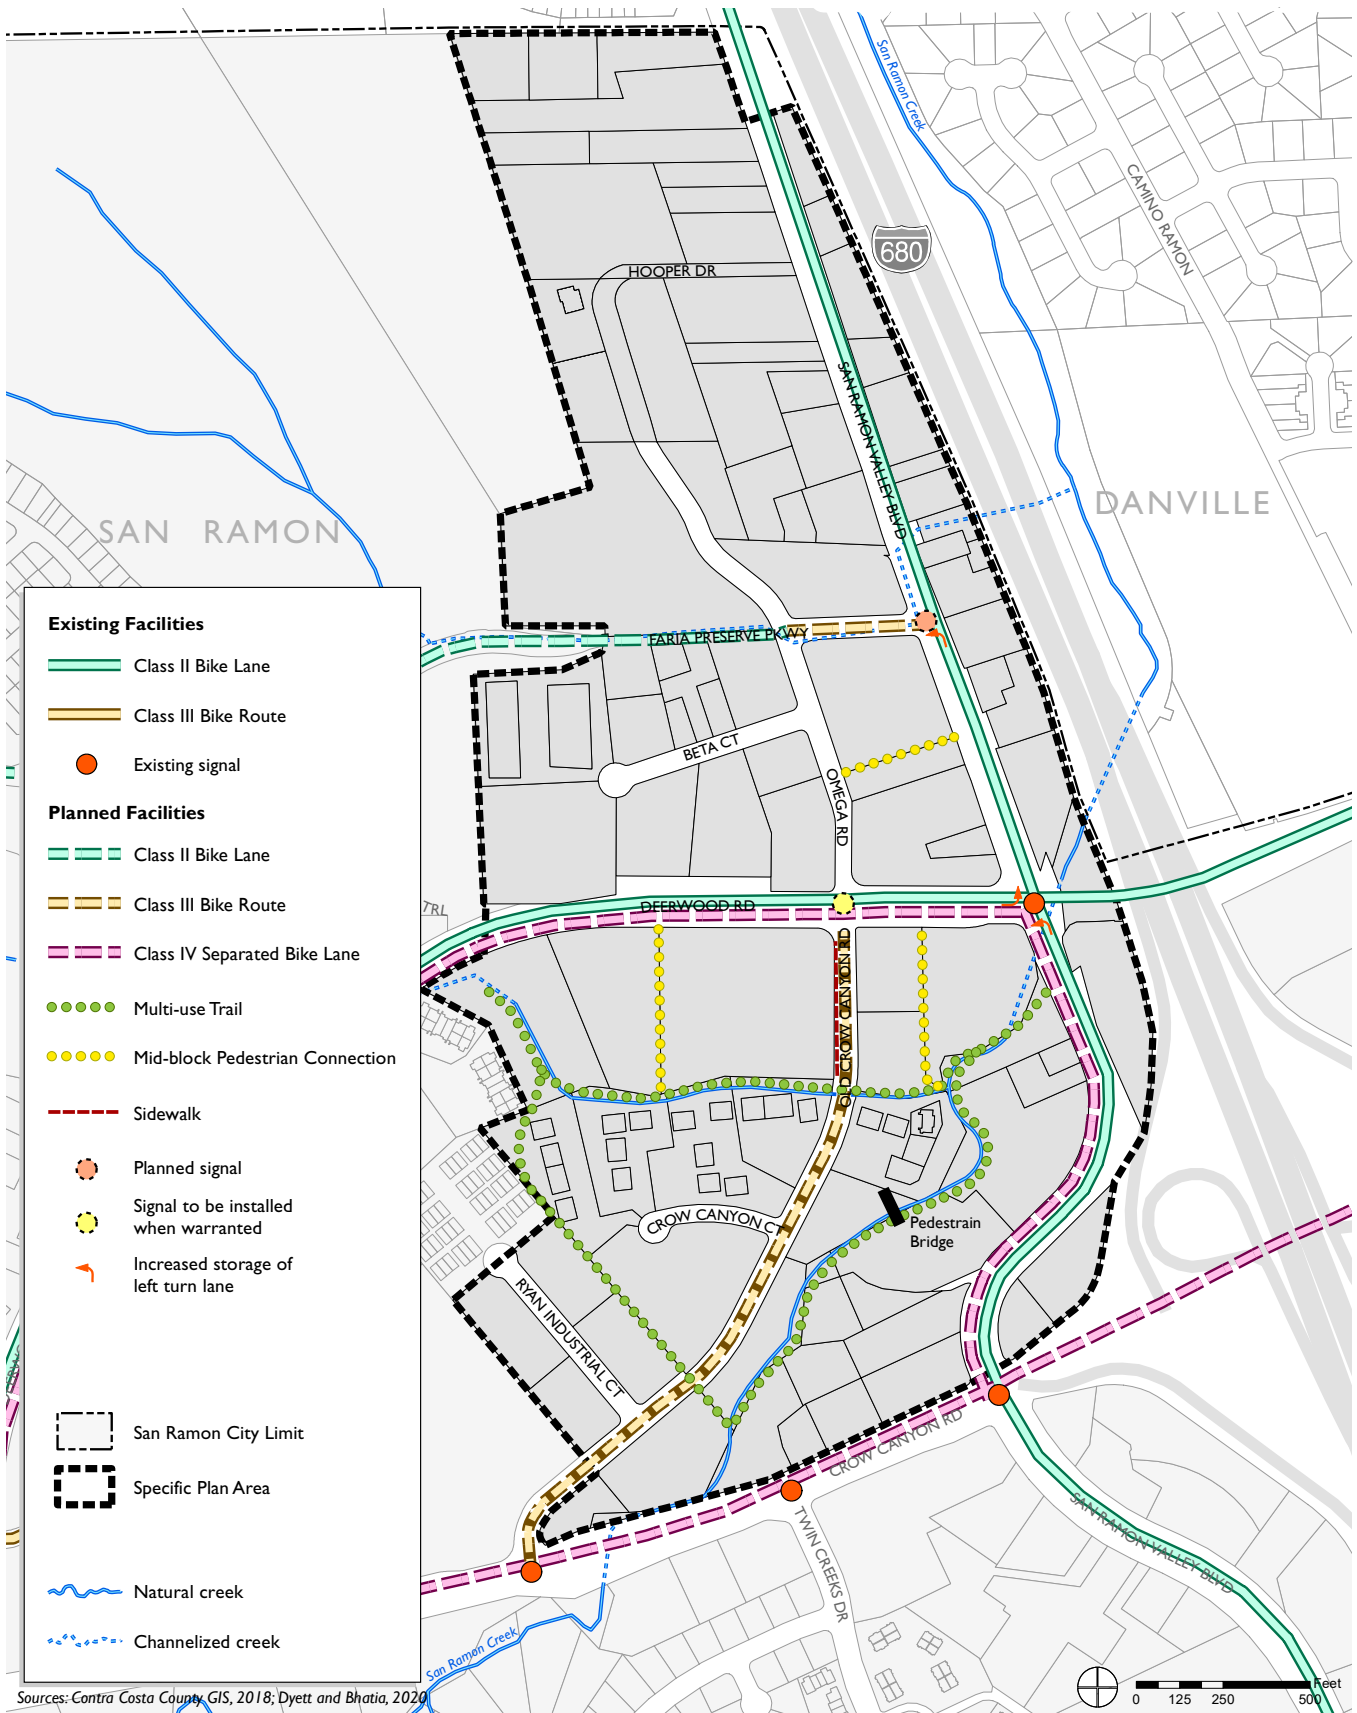 San Ramon Creek
CAMINO RAMON
680
HOOPER DR
SAN RAMON VALLEY BLVD
DANVILLE
SAN RAMON
Existing Facilities
Class II Bike Lane
Class III Bike Route
Existing signal
Planned Facilities
Class II Bike Lane
Class III Bike Route
Class IV Separated Bike Lane
Multi-use Trail
Mid-block Pedestrian Connection
Sidewalk
Planned signal
Signal to be installed
when warranted
Increased storage of
left turn lane
San Ramon City Limit
Specific Plan Area
Natural creek
Channelized creek
FARIA PRESERVE PKWY
BETA CT
OMEGA RD
TRL
DEERWOOD RD
OLD CROW CANYON RD
CROW CANYON CT
Pedestrain
Bridge
RYAN INDUSTRIAL CT
CROW CANYON RD
TWIN CREEKS DR
SAN RAMON VALLEY BLVD
San Ramon Creek
Sources: Contra Costa County GIS, 2018; Dyett and Bhatia, 2020
Feet
0 125 250 500